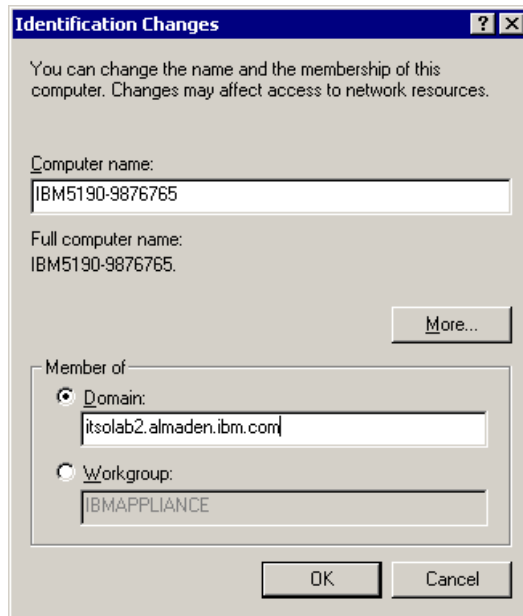 Identification Changes
You can change the name and the membership of this
computer. Changes may affect access to network resources.
Computer name:
IBM5190-9876765
Full computer name:
IBM5190-9876765.
More...
Member of
Domain:
itsolab2.almaden.ibm.com
Workgroup:
IBMAPPLIANCE
OK
Cancel